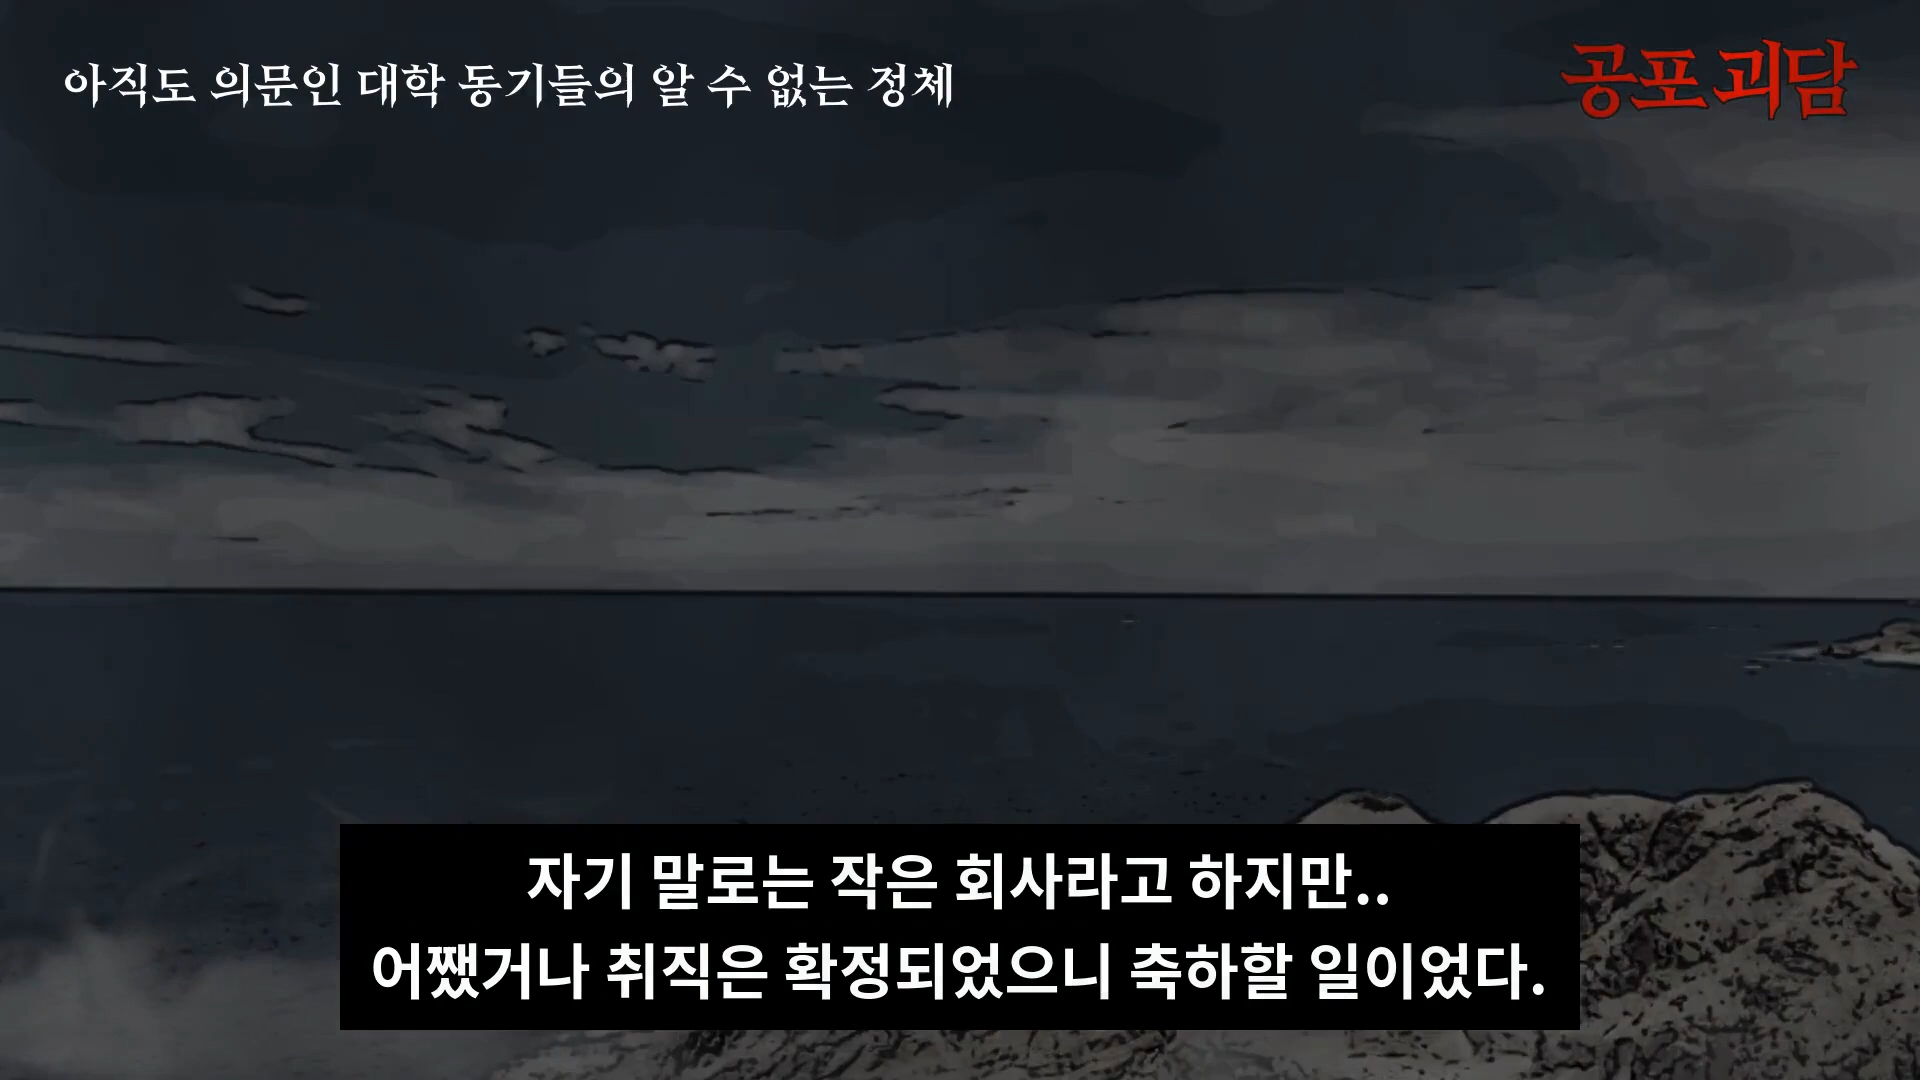 아직도 의문인 대학 동기들의 알 수 없는 정체
공포 괴담
자기 말로는 작은 회사라고 하지만..
어쨌거나 취직은 확정되었으니 축하할 일이었다.